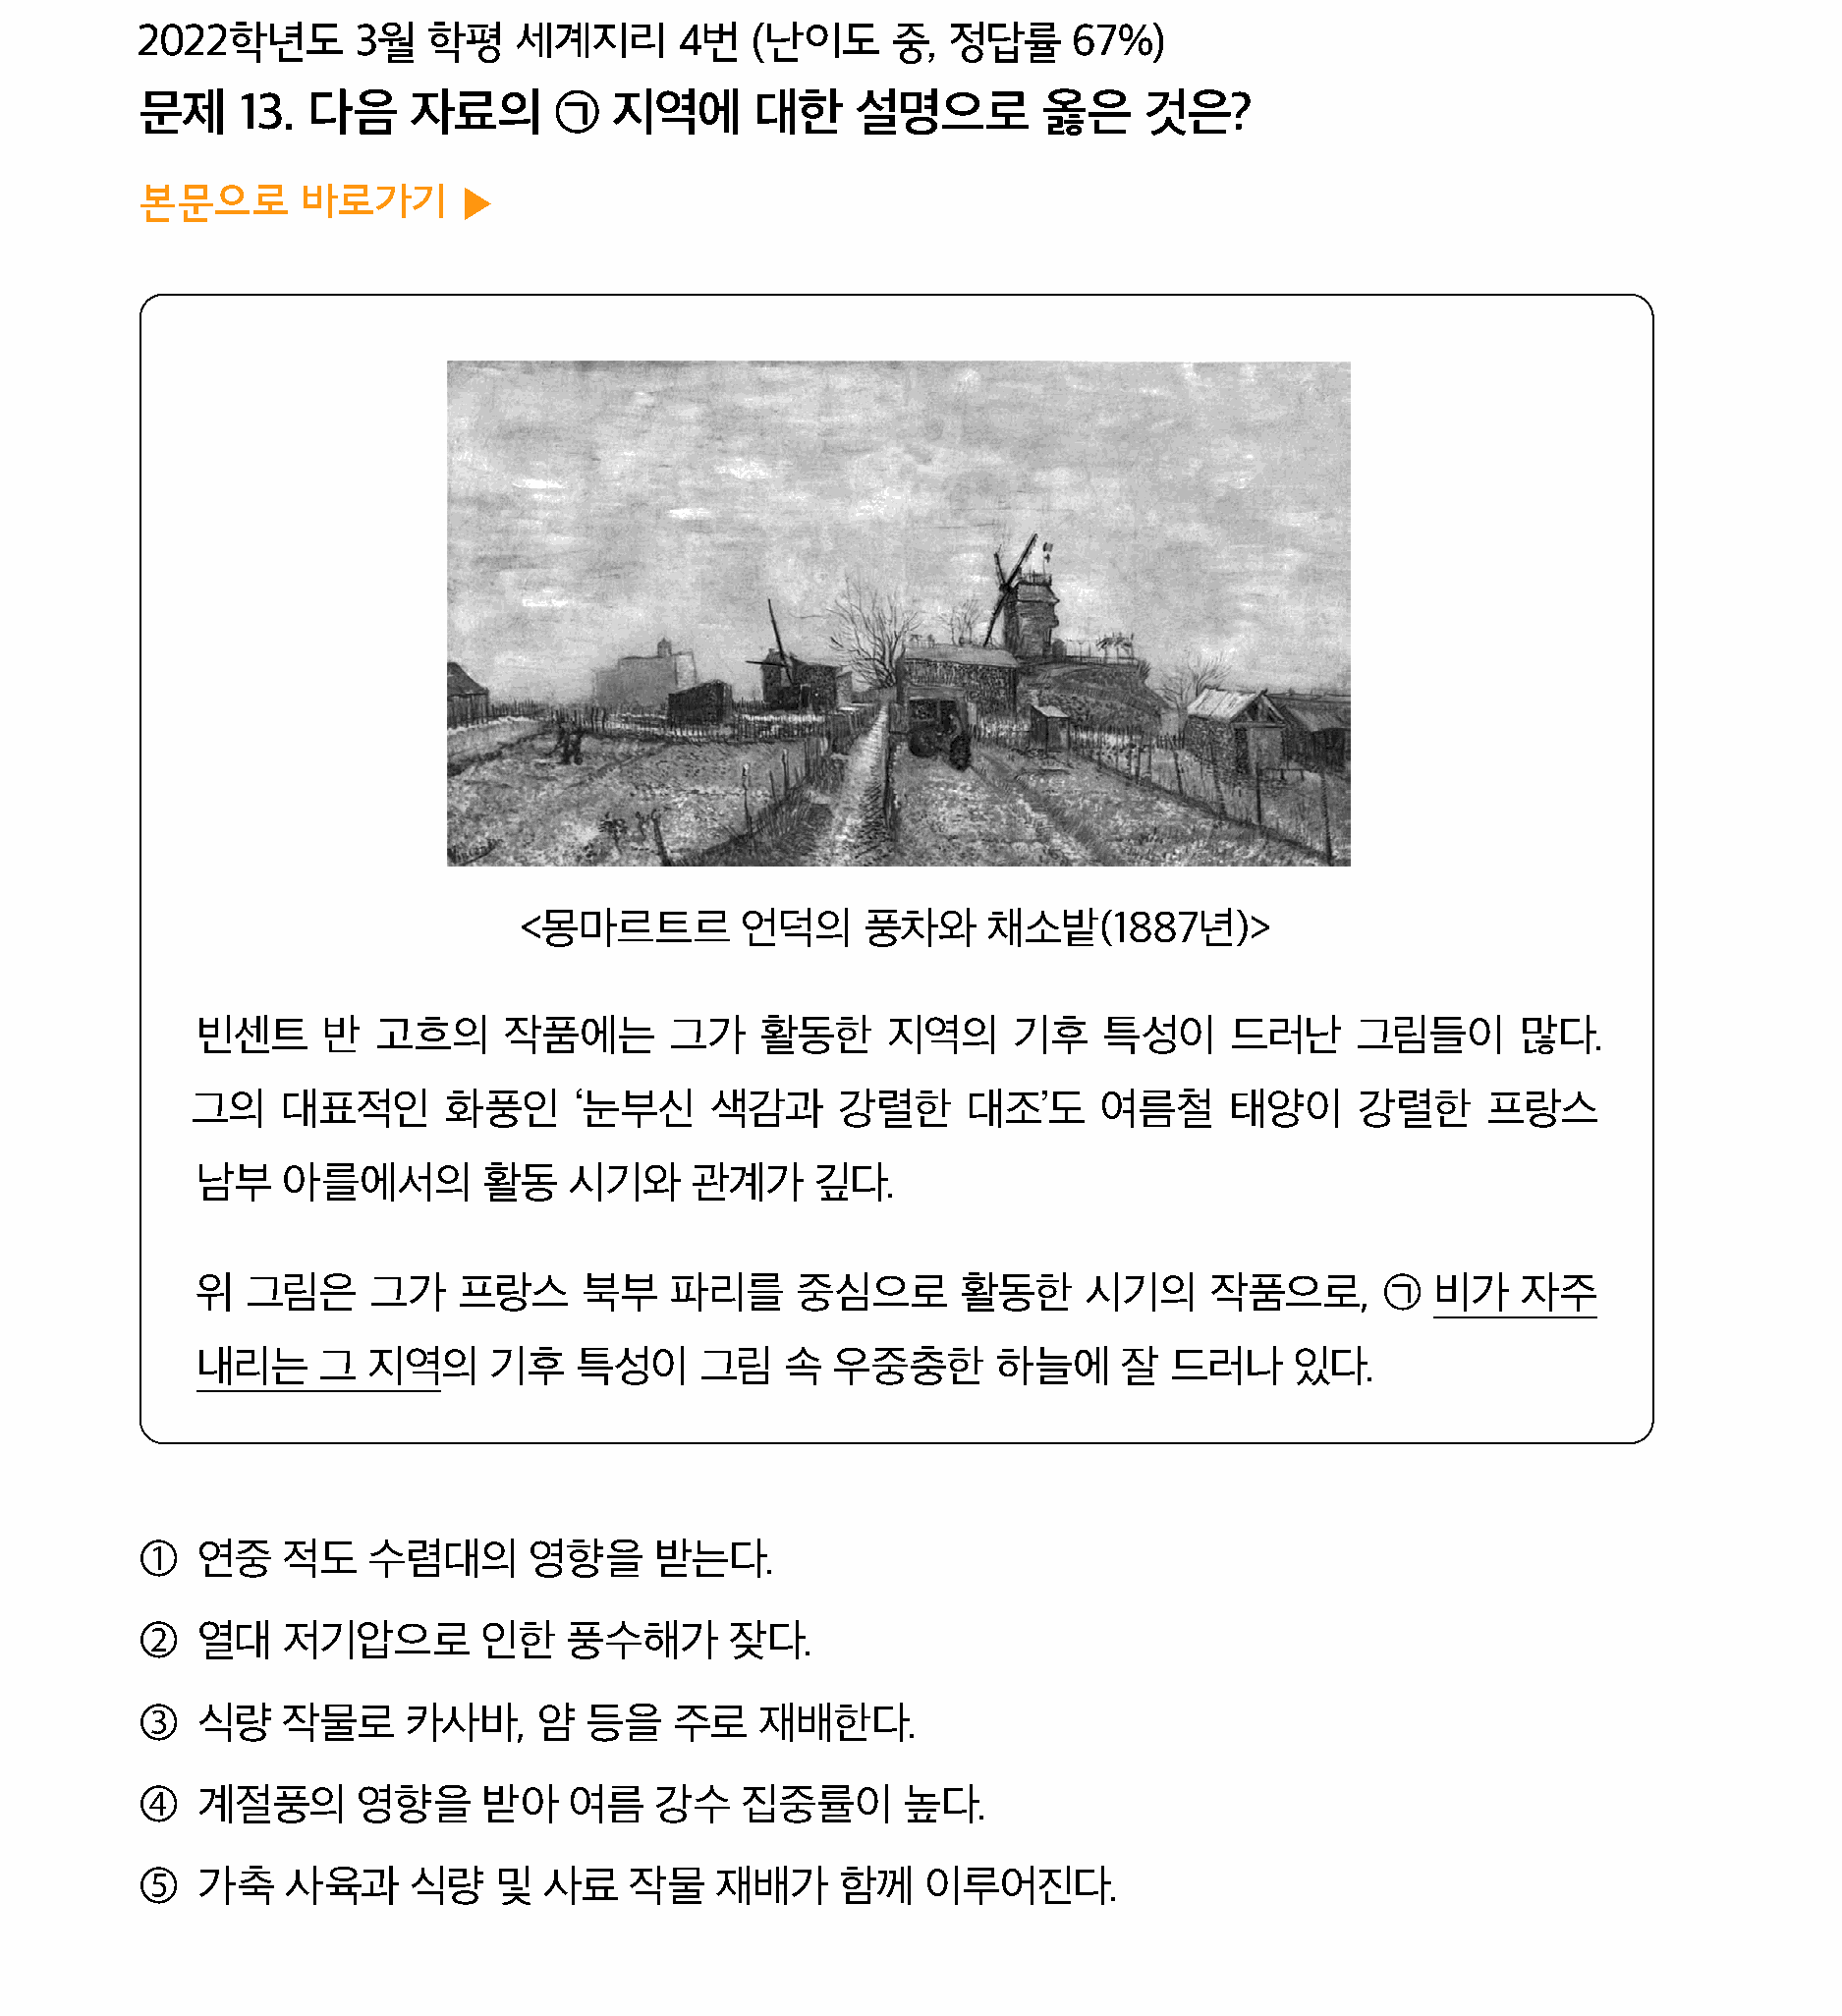 2022학년도 3월 학평 세계지리 4번 (난이도 중, 정답률 67%)
문제 13. 다음 자료의 ㉠ 지역에 대한 설명으로 옳은 것은?
본문으로 바로가기 ▶
<몽마르트르 언덕의 풍차와 채소밭(1887년)>
빈센트 반 고흐의 작품에는 그가 활동한 지역의 기후 특성이 드러난 그림들이 많다.
그의 대표적인 화풍인 ‘눈부신 색감과 강렬한 대조’도 여름철 태양이 강렬한 프랑스
남부 아를에서의 활동 시기와 관계가 깊다.
위 그림은 그가 프랑스 북부 파리를 중심으로 활동한 시기의 작품으로, ㉠ 비가 자주
내리는 그 지역의 기후 특성이 그림 속 우중충한 하늘에 잘 드러나 있다.
① 연중 적도 수렴대의 영향을 받는다.
② 열대 저기압으로 인한 풍수해가 잦다.
③ 식량 작물로 카사바, 얌 등을 주로 재배한다.
④ 계절풍의 영향을 받아 여름 강수 집중률이 높다.
⑤ 가축 사육과 식량 및 사료 작물 재배가 함께 이루어진다.